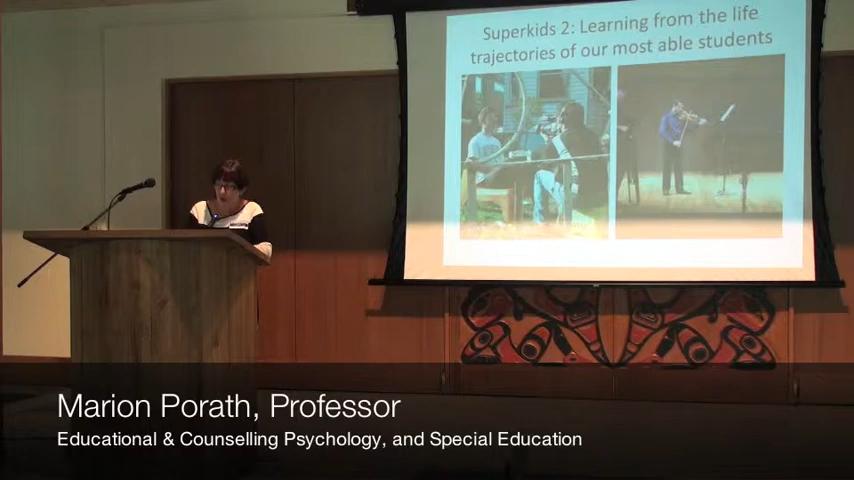 Superkids 2: Learning from the life
trajectories of our most able students
Marion Porath, Professor
Educational & Counselling Psychology, and Special Education